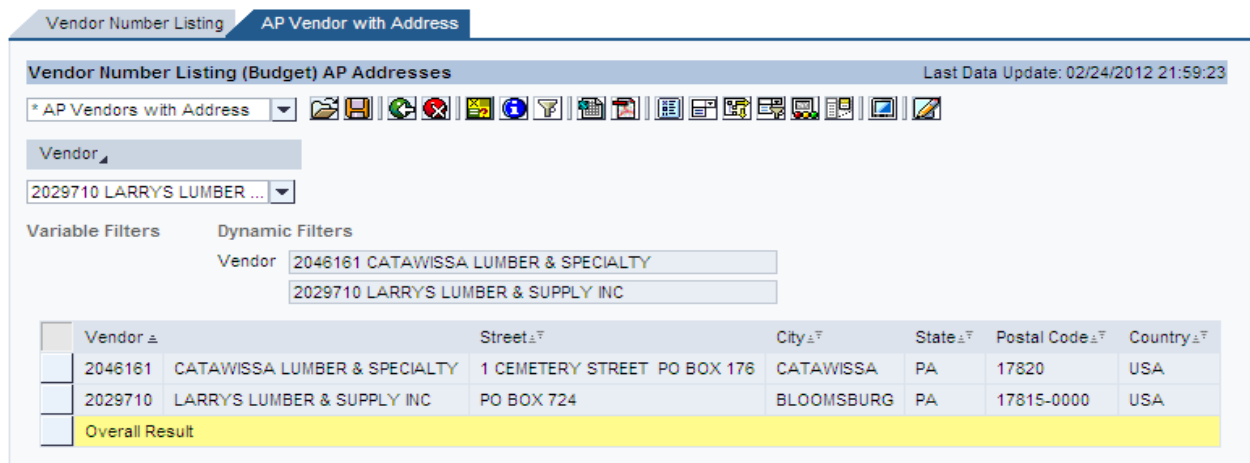 Vendor Number Listing AP Vendor with Address
Vendor Number Listing (Budget) AP Addresses Last Data Update: 02/24/2012 21:59:23
* AP Vendors with Address
Vendor
2029710 LARRYS LUMBER ...
Variable Filters Dynamic Filters
Vendor 2046161 CATAWISSA LUMBER & SPECIALTY
2029710 LARRYS LUMBER & SUPPLY INC
Vendor Street City State Postal Code Country
2046161 CATAWISSA LUMBER & SPECIALTY 1 CEMETERY STREET PO BOX 176 CATAWISSA PA 17820 USA
2029710 LARRYS LUMBER & SUPPLY INC PO BOX 724 BLOOMSBURG PA 17815-0000 USA
Overall Result